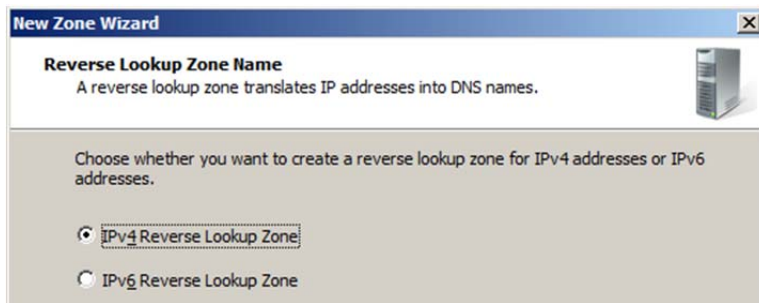 New Zone Wizard
Reverse Lookup Zone Name
A reverse lookup zone translates IP addresses into DNS names.
Choose whether you want to create a reverse lookup zone for IPv4 addresses or IPv6
addresses.
IPv4 Reverse Lookup Zone
IPv6 Reverse Lookup Zone